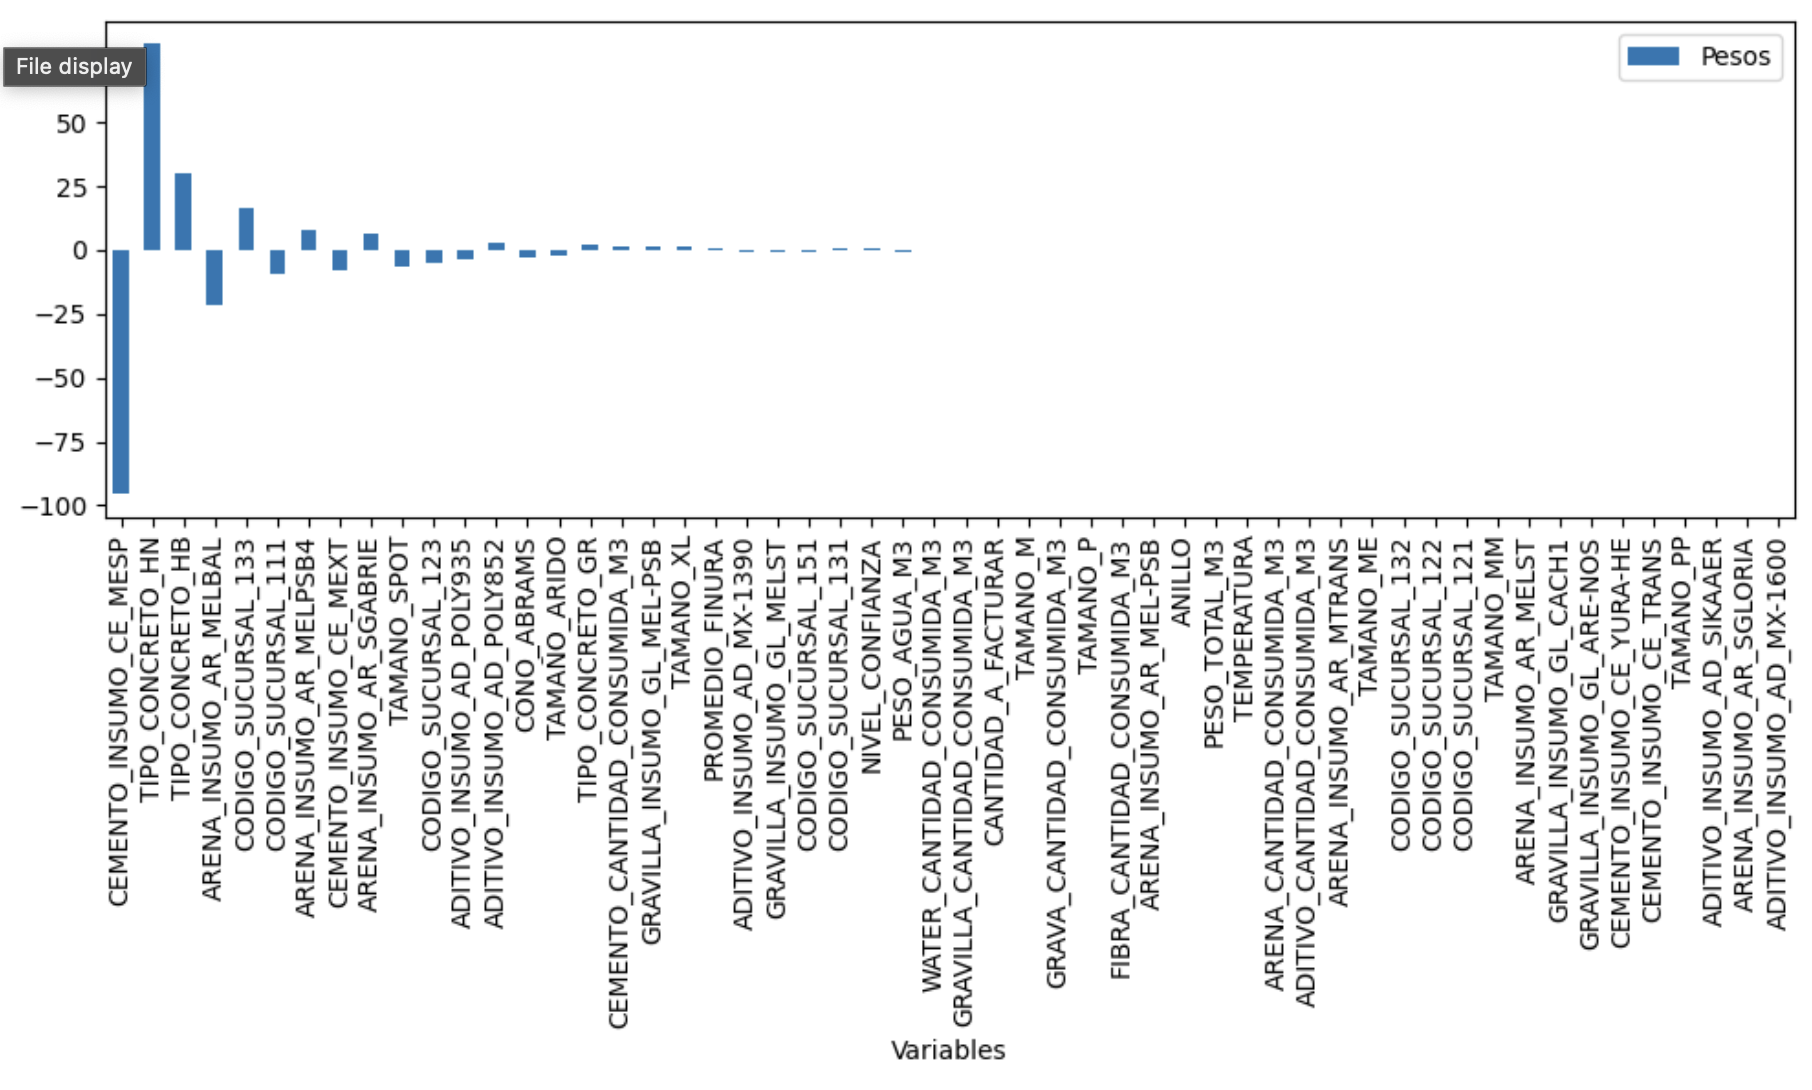 File display
Pesos
50
25
0
−25
−50
−75
−100
CEMENTO_INSUMO_CE_MESP
TIPO_CONCRETO_HN
TIPO_CONCRETO_HB
ARENA_INSUMO_AR_MELBAL
CODIGO_SUCURSAL_133
CODIGO_SUCURSAL_111
ARENA_INSUMO_AR_MELPSB4
CEMENTO_INSUMO_CE_MEXT
ARENA_INSUMO_AR_SGABRIE
TAMANO_SPOT
CODIGO_SUCURSAL_123
ADITIVO_INSUMO_AD_POLY935
ADITIVO_INSUMO_AD_POLY852
CONO_ABRAMS
TAMAÑO_ARIDO
TIPO_CONCRETO_GR
CEMENTO_CANTIDAD_CONSUMIDA_M3
GRAVILLA_INSUMO_GL_MEL-PSB
TAMANO_XL
PROMEDIO_FINURA
ADITIVO_INSUMO_AD_MX-1390
GRAVILLA_INSUMO_GL_MELST
CODIGO_SUCURSAL_151
CODIGO_SUCURSAL_131
NIVEL_CONFIANZA
PESO_AGUA_M3
WATER_CANTIDAD_CONSUMIDA_M3
GRAVILLA_CANTIDAD_CONSUMIDA_M3
CANTIDAD_A_FACTURAR
TAMANO_M
GRAVA_CANTIDAD_CONSUMIDA_M3
TAMANO_P
FIBRA_CANTIDAD_CONSUMIDA_M3
ARENA_INSUMO_AR_MEL-PSB
ANILLO
PESO_TOTAL_M3
TEMPERATURA
ARENA_CANTIDAD_CONSUMIDA_M3
ADITIVO_CANTIDAD_CONSUMIDA_M3
ARENA_INSUMO_AR_MTRANS
TAMANO_ME
CODIGO_SUCURSAL_132
CODIGO_SUCURSAL_122
CODIGO_SUCURSAL_121
TAMANO_MM
ARENA_INSUMO_AR_MELST
GRAVILLA_INSUMO_GL_CACH1
GRAVILLA_INSUMO_GL_ARE-NOS
CEMENTO_INSUMO_CE_YURA-HE
CEMENTO_INSUMO_CE_TRANS
TAMANO_PP
ADITIVO_INSUMO_AD_SIKAAER
ARENA_INSUMO_AR_SGLORIA
ADITIVO_INSUMO_AD_MX-1600
Variables